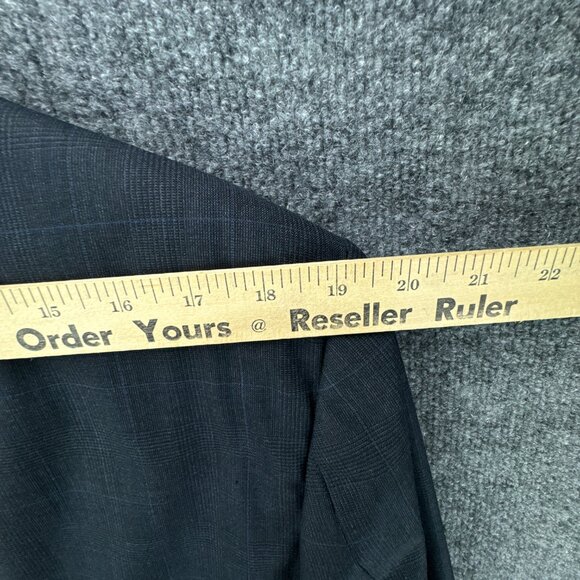 15 16 17 18 19 20 21 22
Order Yours @ Reseller Ruler